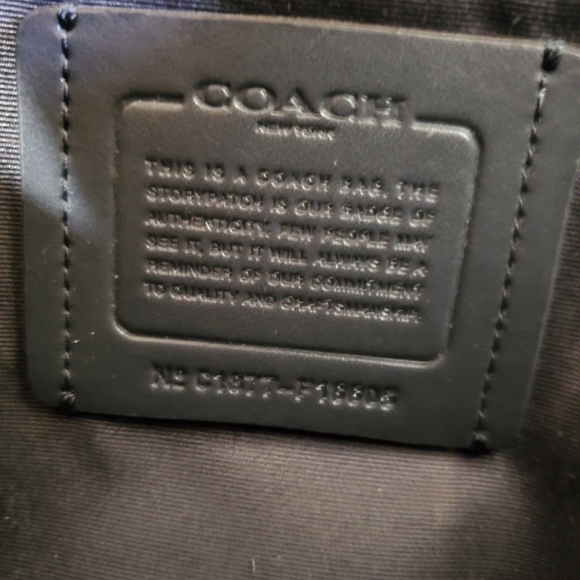 COACH
NEW YORK
THIS IS A COACH BAG. THE
STORYPATCH IS OUR BADGE OF
AUTHENTICITY. FEW PEOPLE MAY
SEE IT, BUT IT WILL ALWAYS BE A
REMINDER OF OUR COMMITMENT
TO QUALITY AND CRAFTSMANSHIP.
Nº